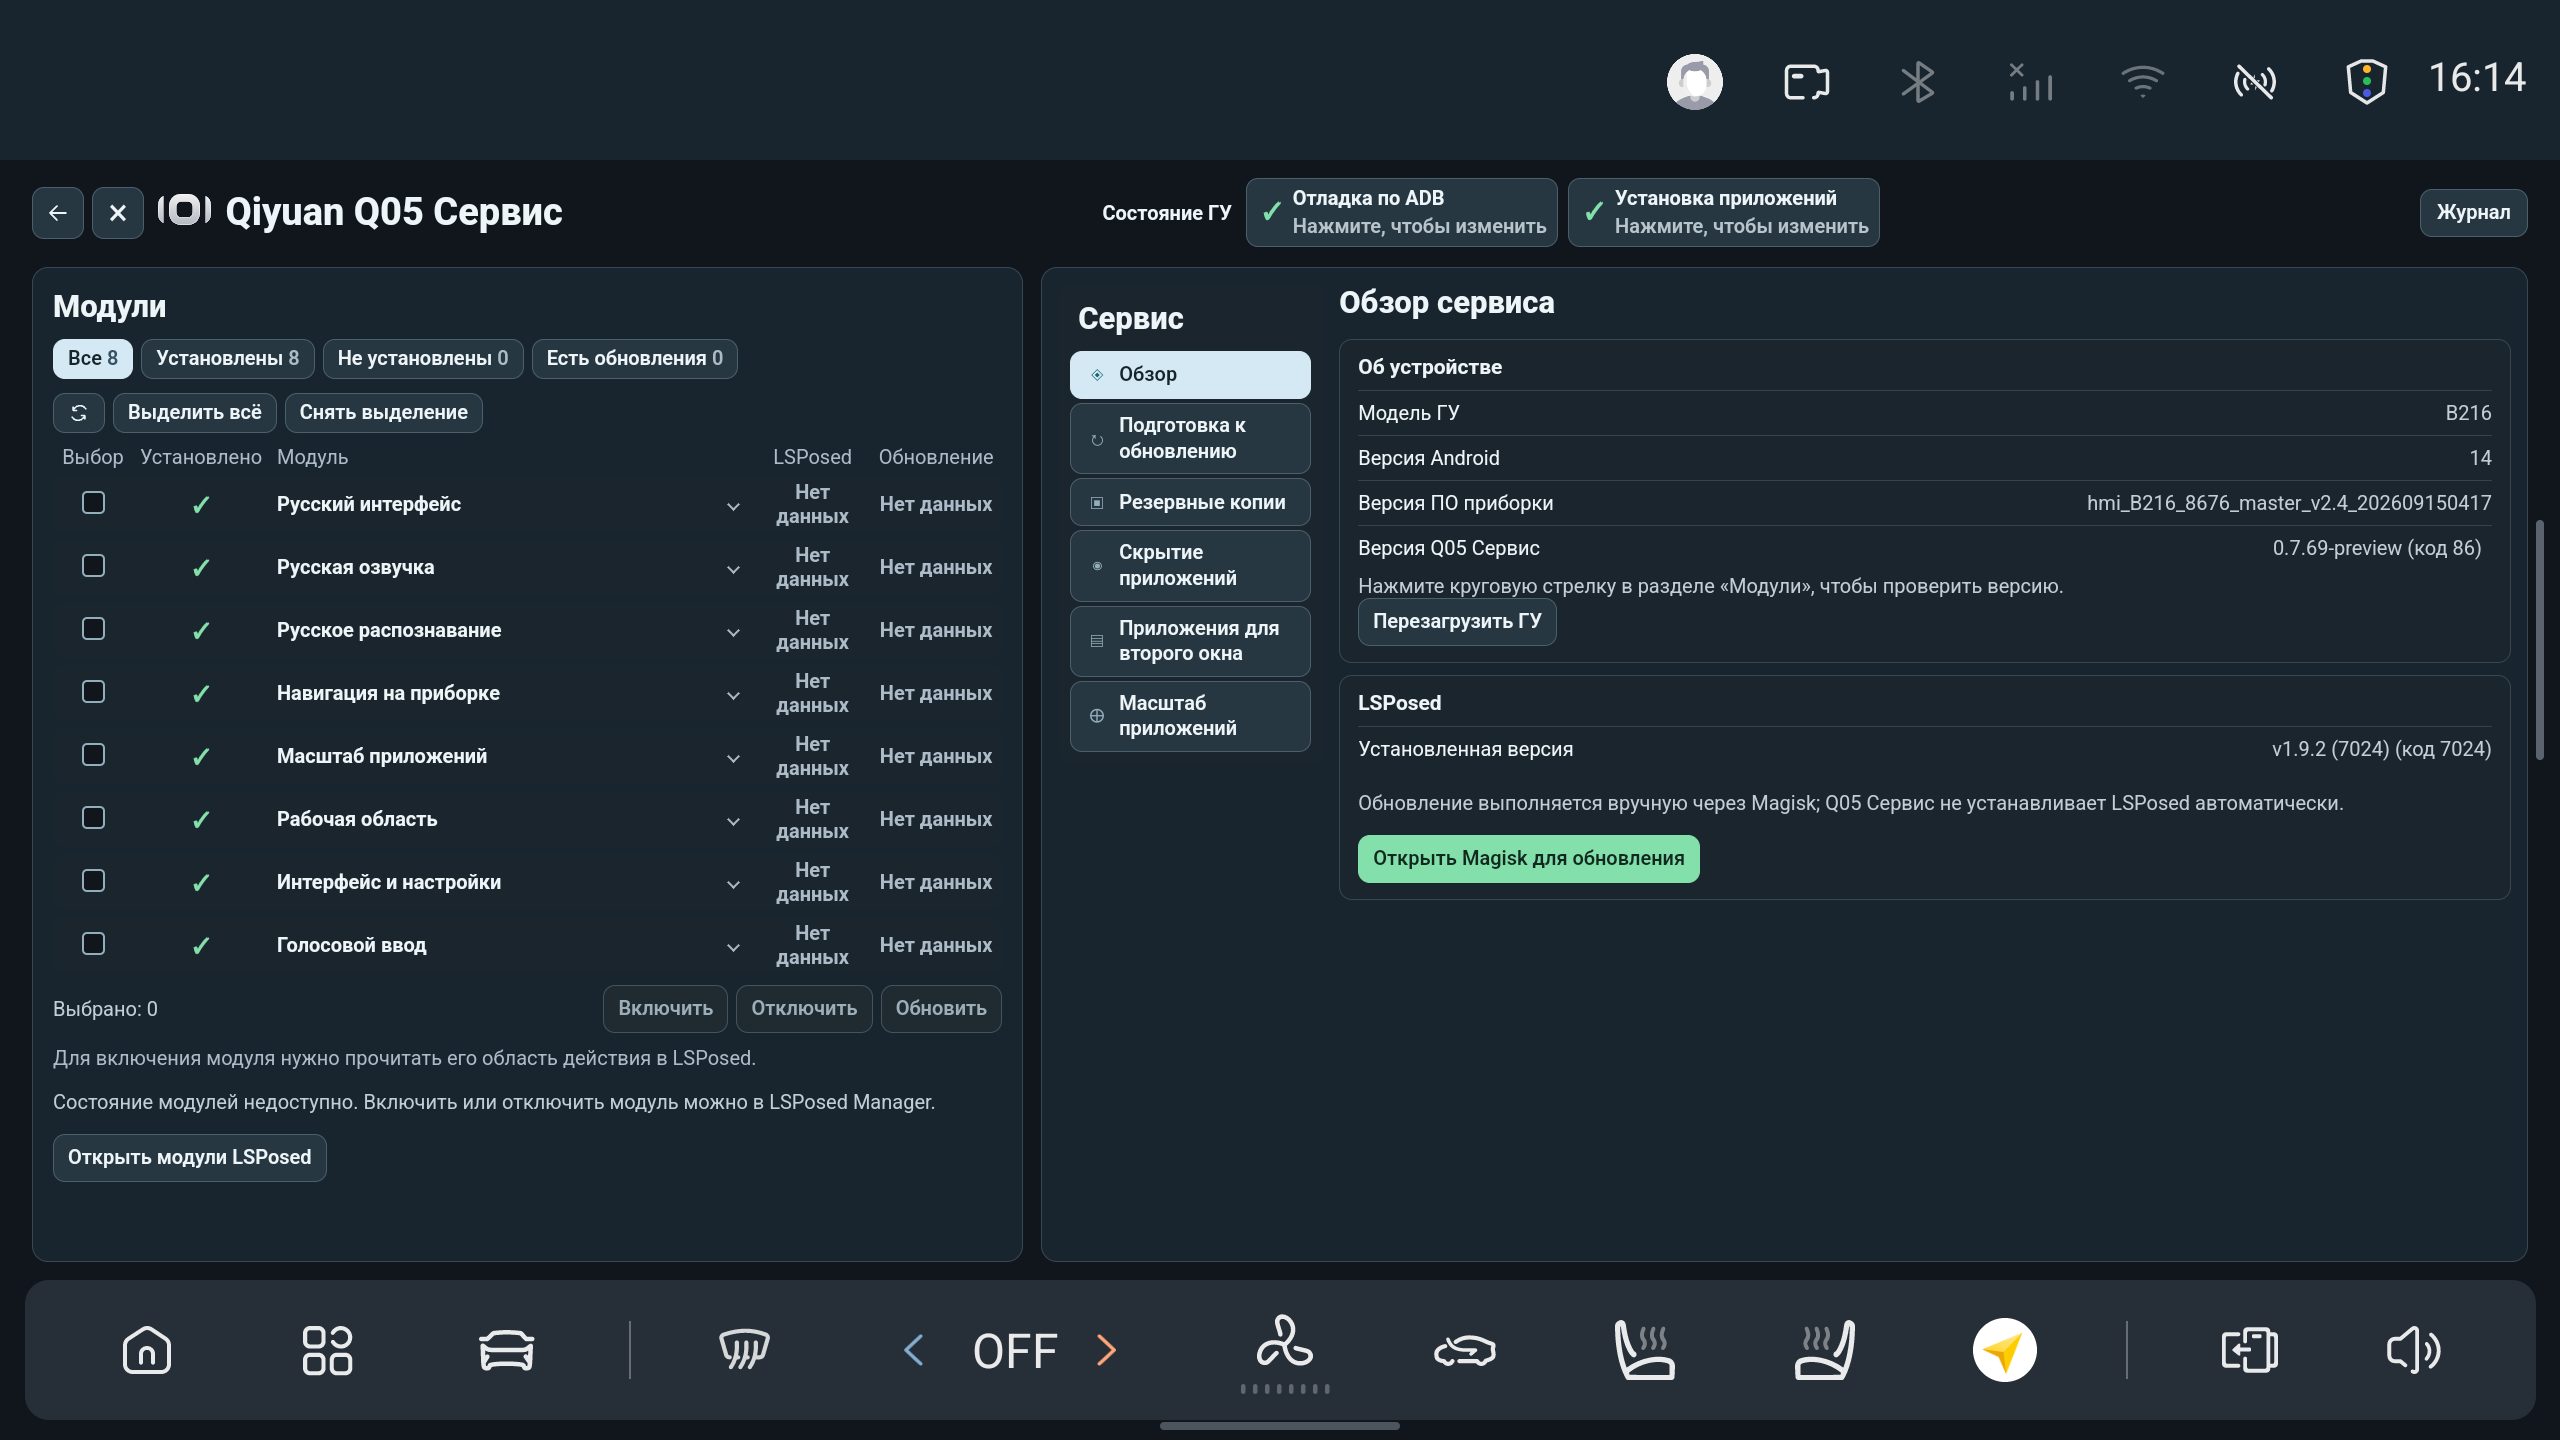 16:14
Qiyuan Q05 Сервис
Состояние ГУ
✓ Отладка по ADB
Нажмите, чтобы изменить
✓ Установка приложений
Нажмите, чтобы изменить
Журнал
Модули
Все 8
Установлены 8
Не установлены 0
Есть обновления 0
Выделить всё
Снять выделение
Выбор Установлено Модуль LSPosed Обновление
✓ Русский интерфейс Нет данных Нет данных
✓ Русская озвучка Нет данных Нет данных
✓ Русское распознавание Нет данных Нет данных
✓ Навигация на приборке Нет данных Нет данных
✓ Масштаб приложений Нет данных Нет данных
✓ Рабочая область Нет данных Нет данных
✓ Интерфейс и настройки Нет данных Нет данных
✓ Голосовой ввод Нет данных Нет данных
Выбрано: 0
Включить
Отключить
Обновить
Для включения модуля нужно прочитать его область действия в LSPosed.
Состояние модулей недоступно. Включить или отключить модуль можно в LSPosed Manager.
Открыть модули LSPosed
Сервис
Обзор
Подготовка к
обновлению
Резервные копии
Скрытие
приложений
Приложения для
второго окна
Масштаб
приложений
Обзор сервиса
Об устройстве
Модель ГУ B216
Версия Android 14
Версия ПО приборки hmi_B216_8676_master_v2.4_202609150417
Версия Q05 Сервис 0.7.69-preview (код 86)
Нажмите круговую стрелку в разделе «Модули», чтобы проверить версию.
Перезагрузить ГУ
LSPosed
Установленная версия v1.9.2 (7024) (код 7024)
Обновление выполняется вручную через Magisk; Q05 Сервис не устанавливает LSPosed автоматически.
Открыть Magisk для обновления
OFF